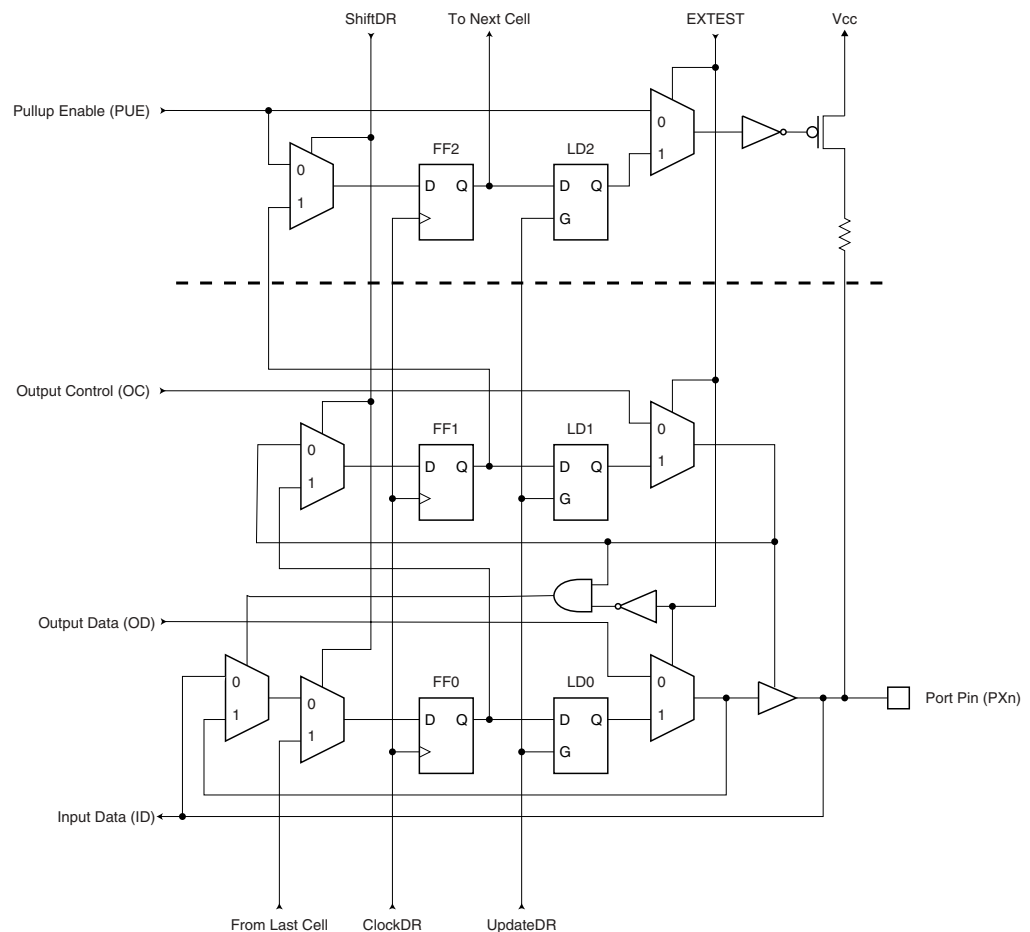 ShiftDR To Next Cell EXTEST Vcc
Pullup Enable (PUE)
0
1
FF2
D Q
LD2
D Q
G
0
1
Output Control (OC)
0
1
FF1
D Q
LD1
D Q
G
0
1
Output Data (OD)
0
1
0
1
FF0
D Q
LD0
D Q
G
0
1
Port Pin (PXn)
Input Data (ID)
From Last Cell ClockDR UpdateDR